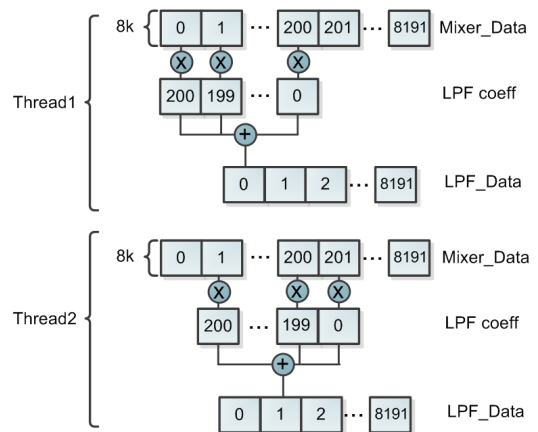 8k 0 1 ... 200 201 ... 8191 Mixer_Data
X X X
Thread1
200 199 ... 0 LPF coeff
+
0 1 2 ... 8191 LPF_Data
8k 0 1 ... 200 201 ... 8191 Mixer_Data
X X X
Thread2
200 ... 199 0 LPF coeff
+
0 1 2 ... 8191 LPF_Data